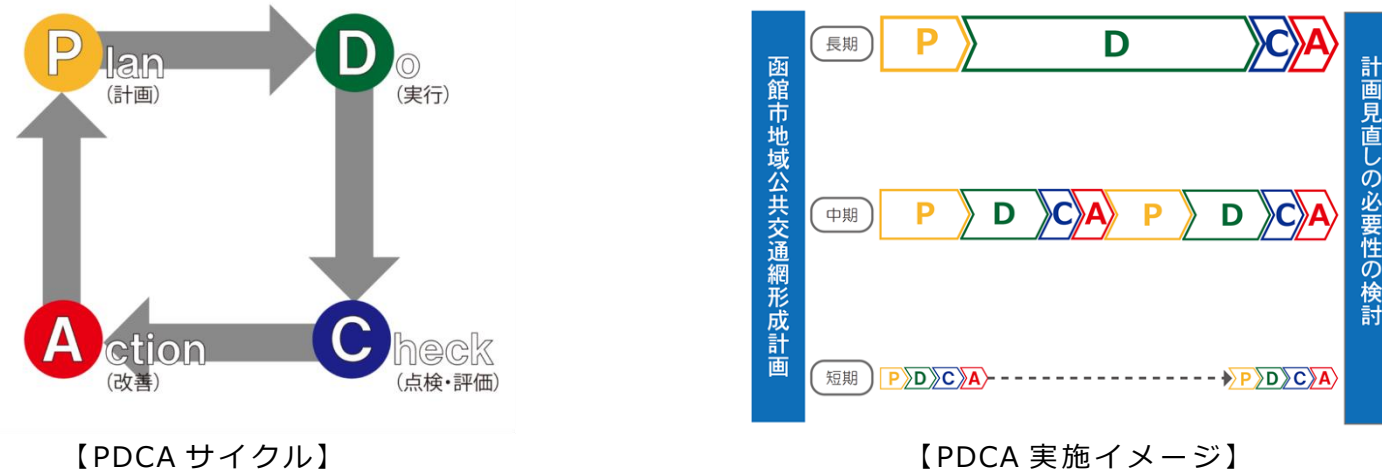 Plan
(計画)
Do
(実行)
Action
(改善)
Check
(点検・評価)
【PDCA サイクル】
函館市地域公共交通網形成計画
長期
P D C A
中期
P D C A P D C A
短期
P D C A P D C A
計画見直しの必要性の検討
【PDCA 実施イメージ】